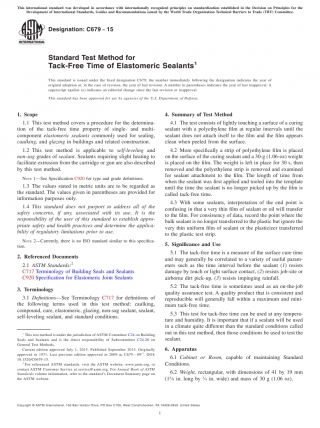 This international standard was developed in accordance with internationally recognized principles on standardization established in the Decision on Principles for the
Development of International Standards, Guides and Recommendations issued by the World Trade Organization Technical Barriers to Trade (TBT) Committee.
Designation: C679 − 15
INTERNATIONAL
Standard Test Method for
Tack-Free Time of Elastomeric Sealants¹
This standard is issued under the fixed designation C679; the number immediately following the designation indicates the year of
original adoption or, in the case of revision, the year of last revision. A number in parentheses indicates the year of last reapproval. A
superscript epsilon (ε) indicates an editorial change since the last revision or reapproval.
This standard has been approved for use by agencies of the U.S. Department of Defense.
1. Scope
1.1 This test method covers a procedure for the determina-
tion of the tack-free time property of single- and multi-
component elastomeric sealants commonly used for sealing,
caulking, and glazing in buildings and related construction.
1.2 This test method is applicable to self-leveling and
non-sag grades of sealant. Sealants requiring slight heating to
facilitate extrusion from the cartridge or gun are also described
by this test method.
NOTE 1—See Specification C920 for type and grade definitions.
1.3 The values stated in metric units are to be regarded as
the standard. The values given in parentheses are provided for
information purposes only.
1.4 This standard does not purport to address all of the
safety concerns, if any, associated with its use. It is the
responsibility of the user of this standard to establish appro-
priate safety and health practices and determine the applica-
bility of regulatory limitations prior to use.
NOTE 2—Currently, there is no ISO standard similar to this specifica-
tion.
2. Referenced Documents
2.1 ASTM Standards:²
C717 Terminology of Building Seals and Sealants
C920 Specification for Elastomeric Joint Sealants
3. Terminology
3.1 Definitions—See Terminology C717 for definitions of
the following terms used in this test method: caulking,
compound, cure, elastomeric, glazing, non-sag sealant, sealant,
self-leveling sealant, and standard conditions.
¹ This test method is under the jurisdiction of ASTM Committee C24 on Building
Seals and Sealants and is the direct responsibility of Subcommittee C24.20 on
General Test Methods.
Current edition approved July 1, 2015. Published September 2015. Originally
approved in 1971. Last previous edition approved in 2009 as
² For referenced ASTM standards, visit the ASTM website, www.astm.org, or
contact ASTM Customer Service at service@astm.org. For Annual Book of ASTM
Standards volume information, refer to the standard's Document Summary page on
the ASTM website.
4. Summary of Test Method
4.1 The test consists of lightly touching a surface of a curing
sealant with a polyethylene film at regular intervals until the
sealant does not attach itself to the film and the film appears
clean when peeled from the surface.
4.2 More specifically a strip of polyethylene film is placed
on the surface of the curing sealant and a 30 g (1.06 oz) weight
is placed on the film. The weight is left in place for 30 s, then
removed and the polyethylene strip is removed and examined
for sealant attachment to the film. The length of time from
when the sealant was first applied and tooled into the template
until the time the sealant is no longer picked up by the film is
called tack-free time.
4.3 With some sealants, interpretation of the end point is
confusing in that a very thin film of sealant or oil will transfer
to the film. For consistency of data, record the point where the
bulk sealant is no longer transferred to the plastic but ignore the
very thin uniform film of sealant or the plasticizer transferred
to the plastic test strip.
5. Significance and Use
5.1 The tack-free time is a measure of the surface cure time
and may generally be correlated to a variety of useful param-
eters such as the time interval before the sealant (1) resists
damage by touch or light surface contact, (2) resists job-site or
airborne dirt pick-up, (3) resists impinging rainfall.
5.2 The tack-free time is sometimes used as an on-the-job
quality assurance test. A quality product that is consistent and
reproducible will generally fall within a maximum and mini-
mum tack-free time.
5.3 This test for tack-free time can be used at any tempera-
ture and humidity. It is important that if a sealant will be used
in a climate quite different than the standard conditions called
out in this test method, then those conditions be used to test the
sealant.
6. Apparatus
6.1 Cabinet or Room, capable of maintaining Standard
Conditions.
6.2 Weight, rectangular, with dimensions of 41 by 19 mm
in. long by in. wide) and mass of 30 g (1.06 oz).
Copyright © ASTM International, 100 Barr Harbor Drive, PO Box C700, West Conshohocken, PA 19428-2959. United States
1